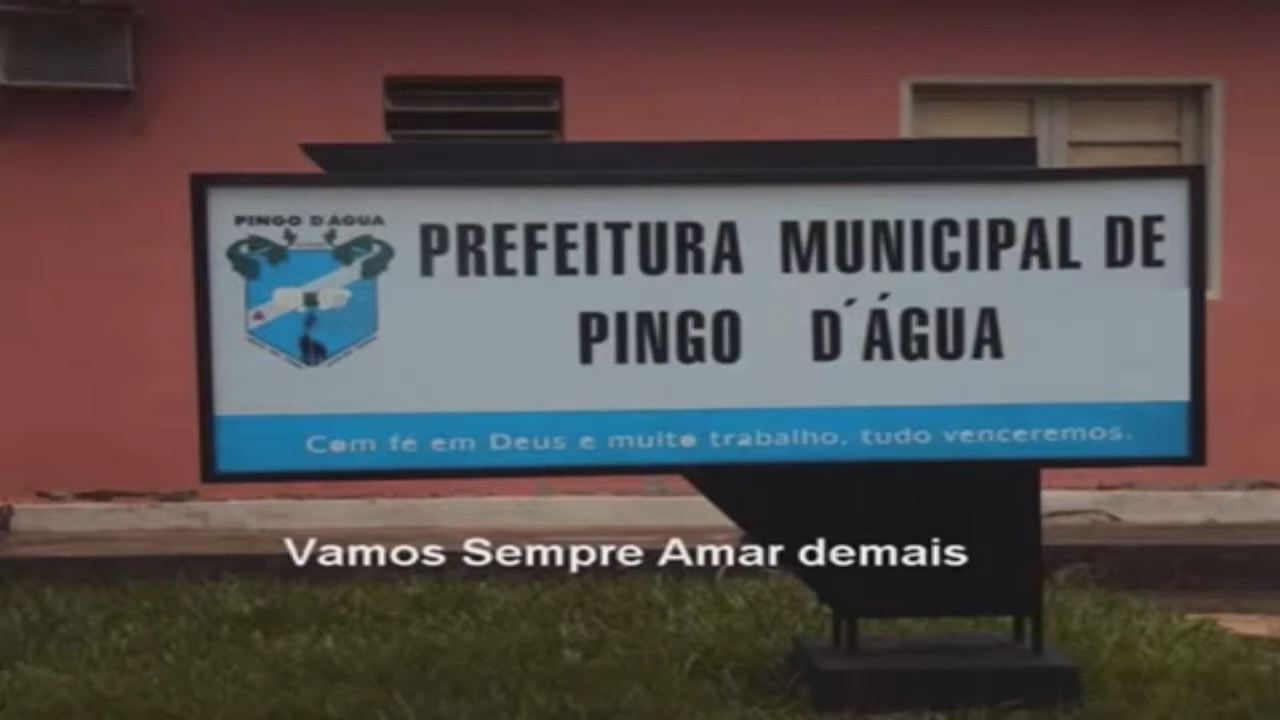 PINGO D'ÁGUA
PREFEITURA MUNICIPAL DE
PINGO D´ÁGUA
Com fé em Deus e muito trabalho, tudo venceremos.
Vamos Sempre Amar demais